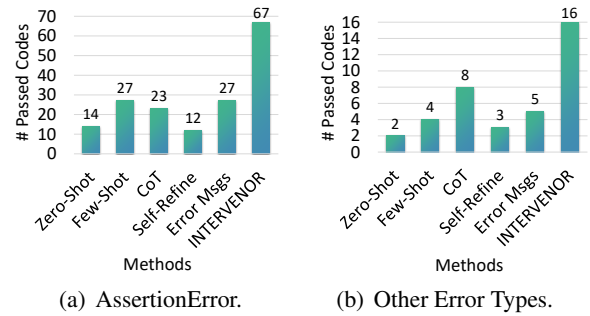 # Passed Codes
70
60
50
40
30
20
10
0
14
27
23
12
27
67
Zero-Shot
Few-Shot
CoT
Self-Refine
Error Msgs
INTERVENOR
Methods
(a) AssertionError.
# Passed Codes
16
14
12
10
8
6
4
2
0
2
4
8
3
5
16
Zero-Shot
Few-Shot
CoT
Self-Refine
Error Msgs
INTERVENOR
Methods
(b) Other Error Types.